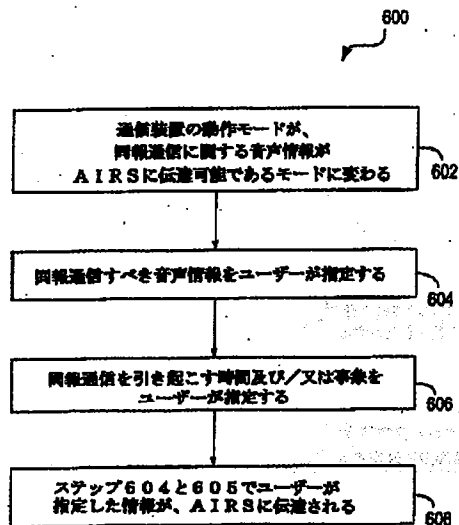 600
通信装置の動作モードが、
同報通信に関する音声情報が
AIRSに伝達可能であるモードに変わる
602
同報通信すべき音声情報をユーザーが指定する
604
同報通信を引き起こす時間及び/又は事象を
ユーザーが指定する
606
ステップ604と605でユーザーが
指定した情報が、AIRSに伝達される
608